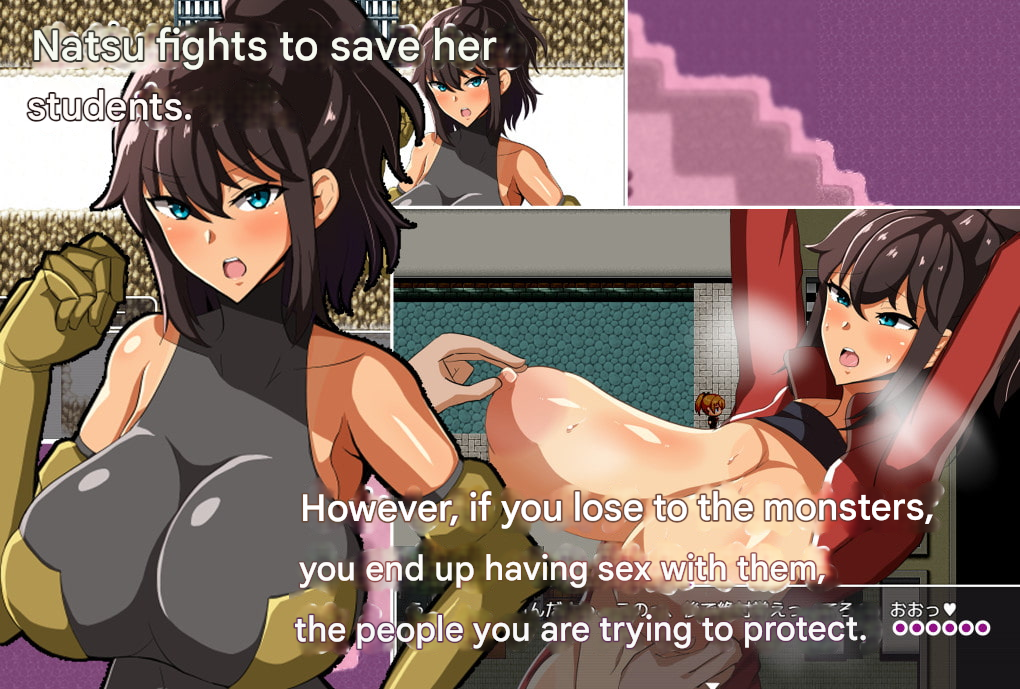 Natsu fights to save her
students.
However, if you lose to the monsters,
you end up having sex with them,
the people you are trying to protect.
おおっ♥